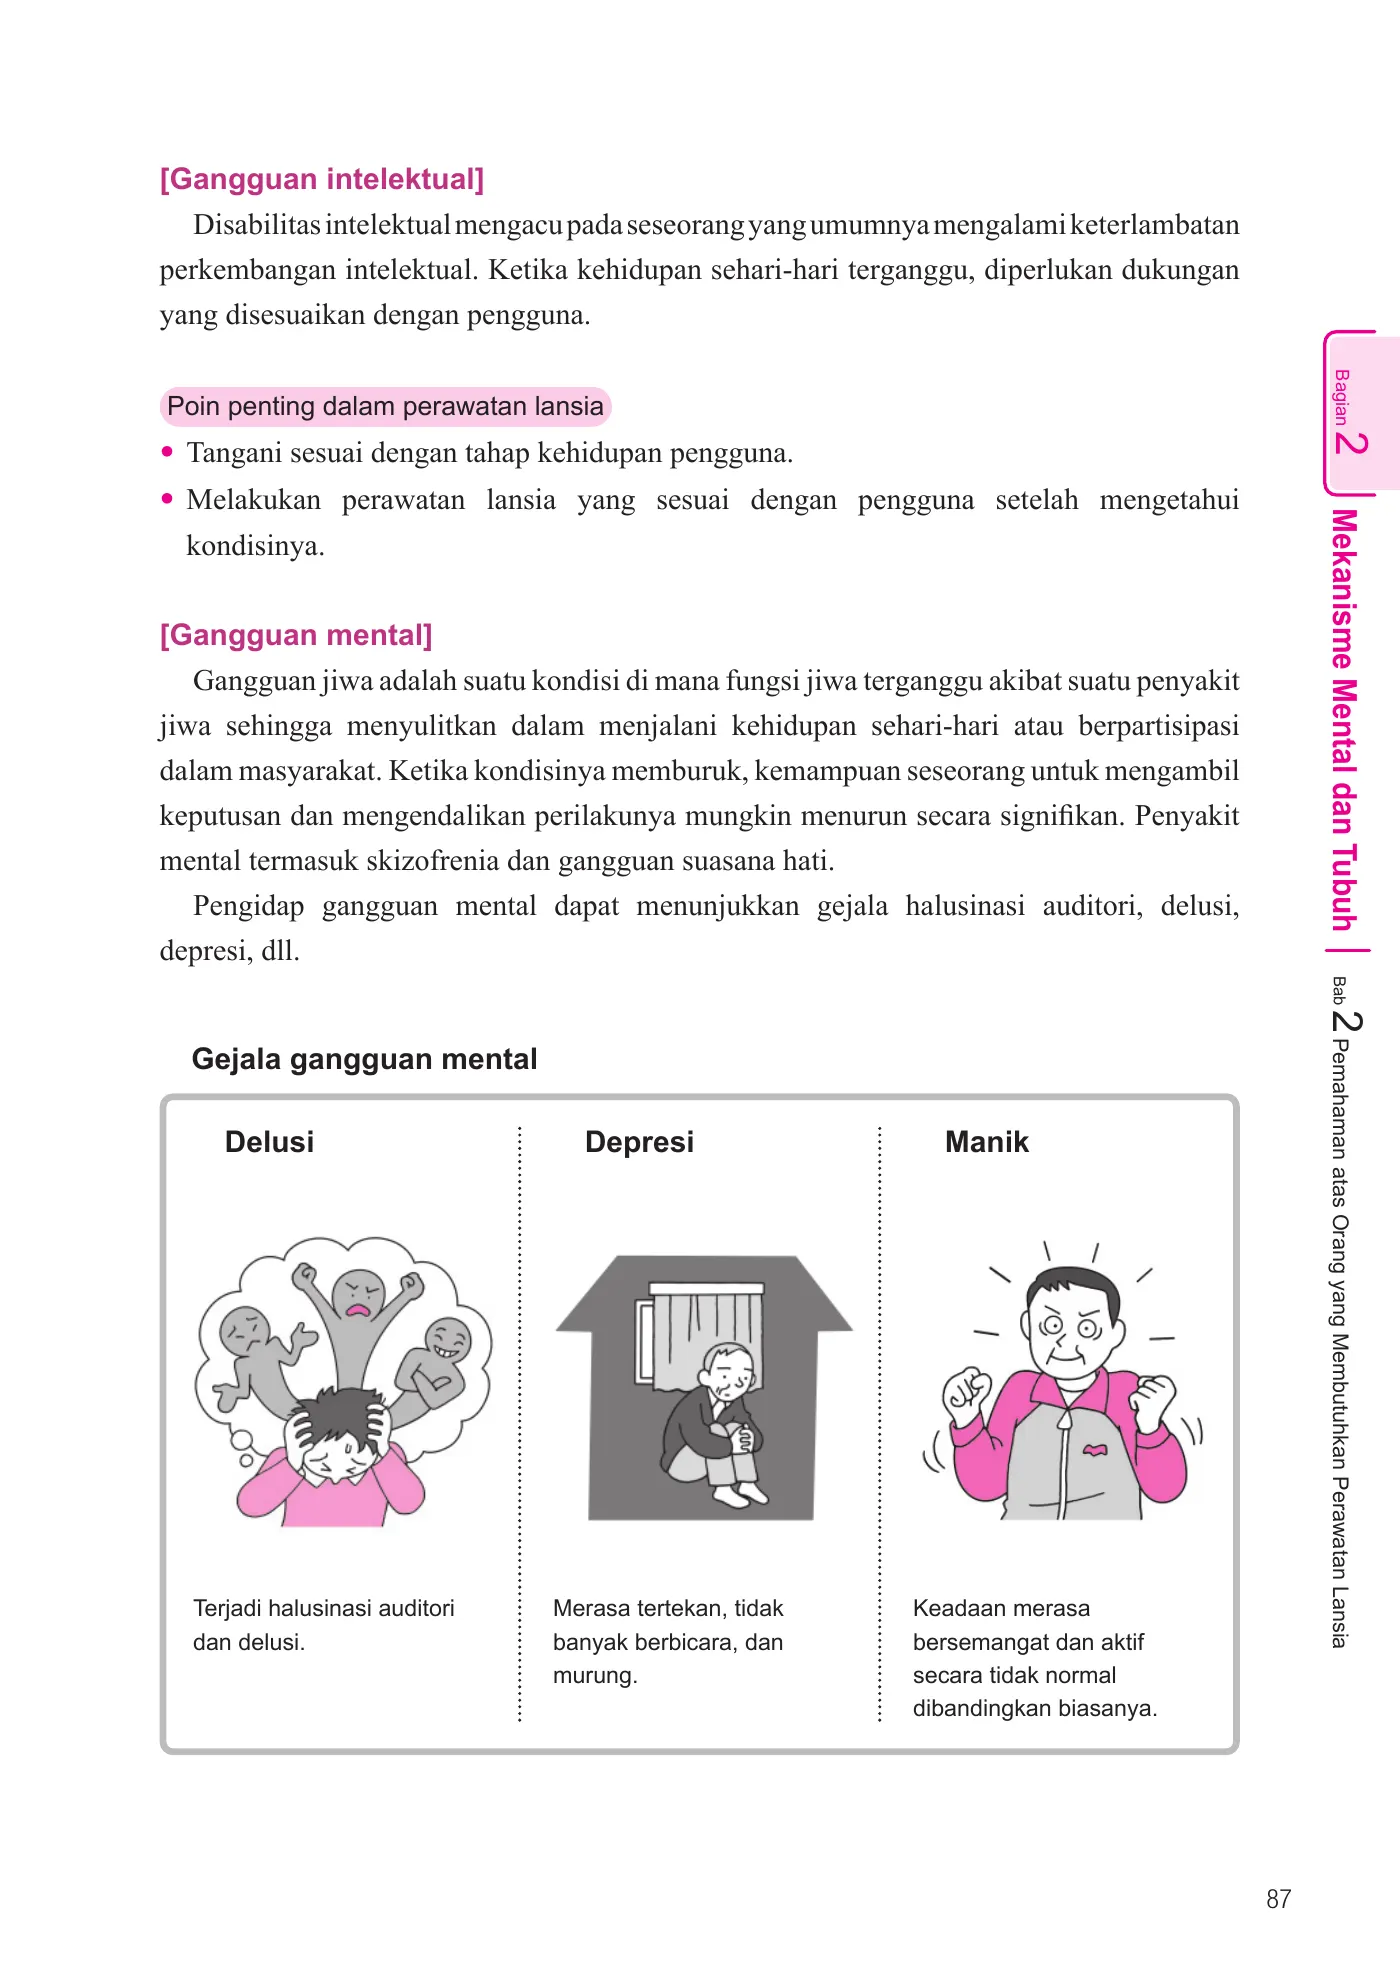 [Gangguan intelektual]
Disabilitas intelektual mengacu pada seseorang yang umumnya mengalami keterlambatan
perkembangan intelektual. Ketika kehidupan sehari-hari terganggu, diperlukan dukungan
yang disesuaikan dengan pengguna.
Poin penting dalam perawatan lansia
• Tangani sesuai dengan tahap kehidupan pengguna.
• Melakukan perawatan lansia yang sesuai dengan pengguna setelah mengetahui
kondisinya.
[Gangguan mental]
Gangguan jiwa adalah suatu kondisi di mana fungsi jiwa terganggu akibat suatu penyakit
jiwa sehingga menyulitkan dalam menjalani kehidupan sehari-hari atau berpartisipasi
dalam masyarakat. Ketika kondisinya memburuk, kemampuan seseorang untuk mengambil
keputusan dan mengendalikan perilakunya mungkin menurun secara signifikan. Penyakit
mental termasuk skizofrenia dan gangguan suasana hati.
Pengidap gangguan mental dapat menunjukkan gejala halusinasi auditori, delusi,
depresi, dll.
Gejala gangguan mental
Delusi
Terjadi halusinasi auditori
dan delusi.
Depresi
Merasa tertekan, tidak
banyak berbicara, dan
murung.
Manik
Keadaan merasa
bersemangat dan aktif
secara tidak normal
dibandingkan biasanya.
Bagian 2
Mekanisme Mental dan Tubuh
Bab 2 Pemahaman atas Orang yang Membutuhkan Perawatan Lansia
87